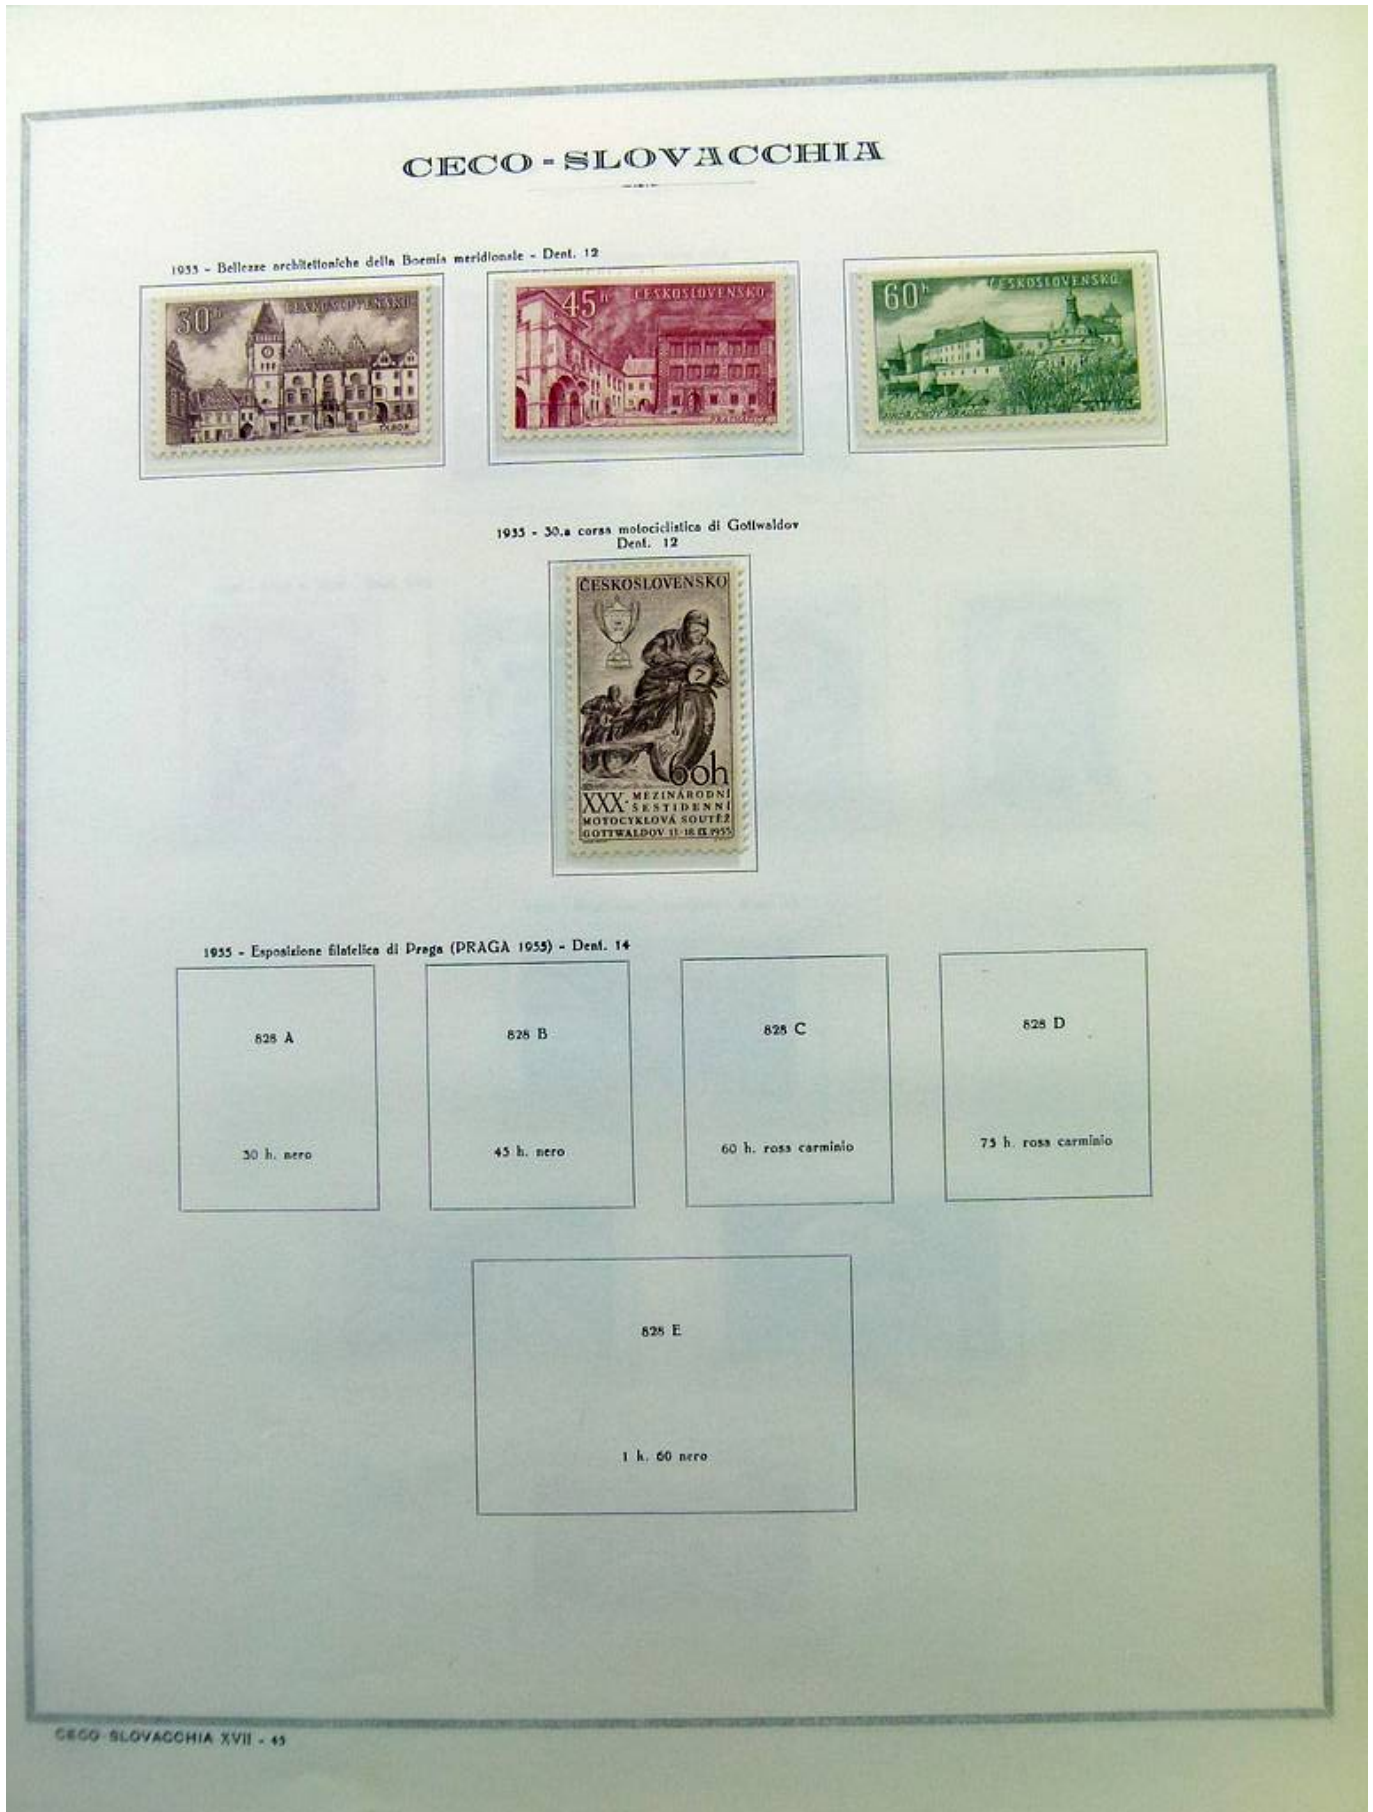 CECO - SLOVACCHIA
1955 - Bellezze architettoniche della Boemia meridionale - Dent. 12
30h ČESKOSLOVENSKO
TÁBOR
45h ČESKOSLOVENSKO
PRACHATICE
60h ČESKOSLOVENSKO
1955 - 30.a corsa motociclistica di Gottwaldov
Dent. 12
ČESKOSLOVENSKO
7
60h
XXX. MEZINÁRODNÍ
ŠESTIDENNÍ
MOTOCYKLOVÁ SOUTĚŽ
GOTTWALDOV 13-18 IX 1955
1955 - Esposizione filatelica di Praga (PRAGA 1955) - Dent. 14
828 A
828 B
828 C
828 D
30 h. nero
45 h. nero
60 h. rosa carminio
75 h. rosa carminio
828 E
1 k. 60 nero
CECO-SLOVACCHIA XVII - 45